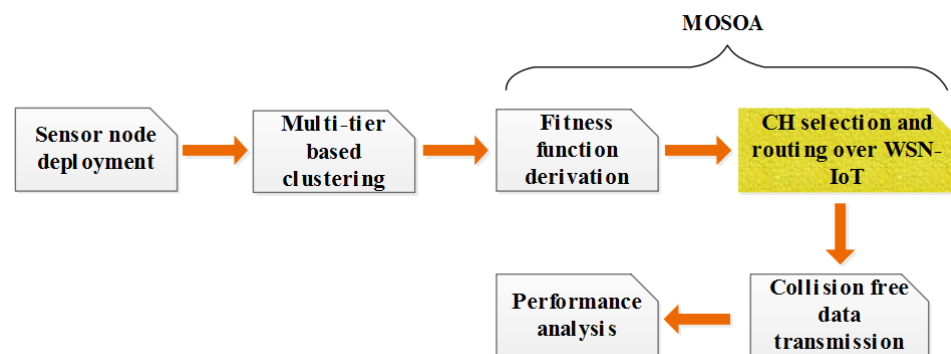 MOSOA
Sensor node
deployment
Multi-tier
based
clustering
Fitness
function
derivation
CH selection and
routing over WSN-
IoT
Performance
analysis
Collision free
data
transmission